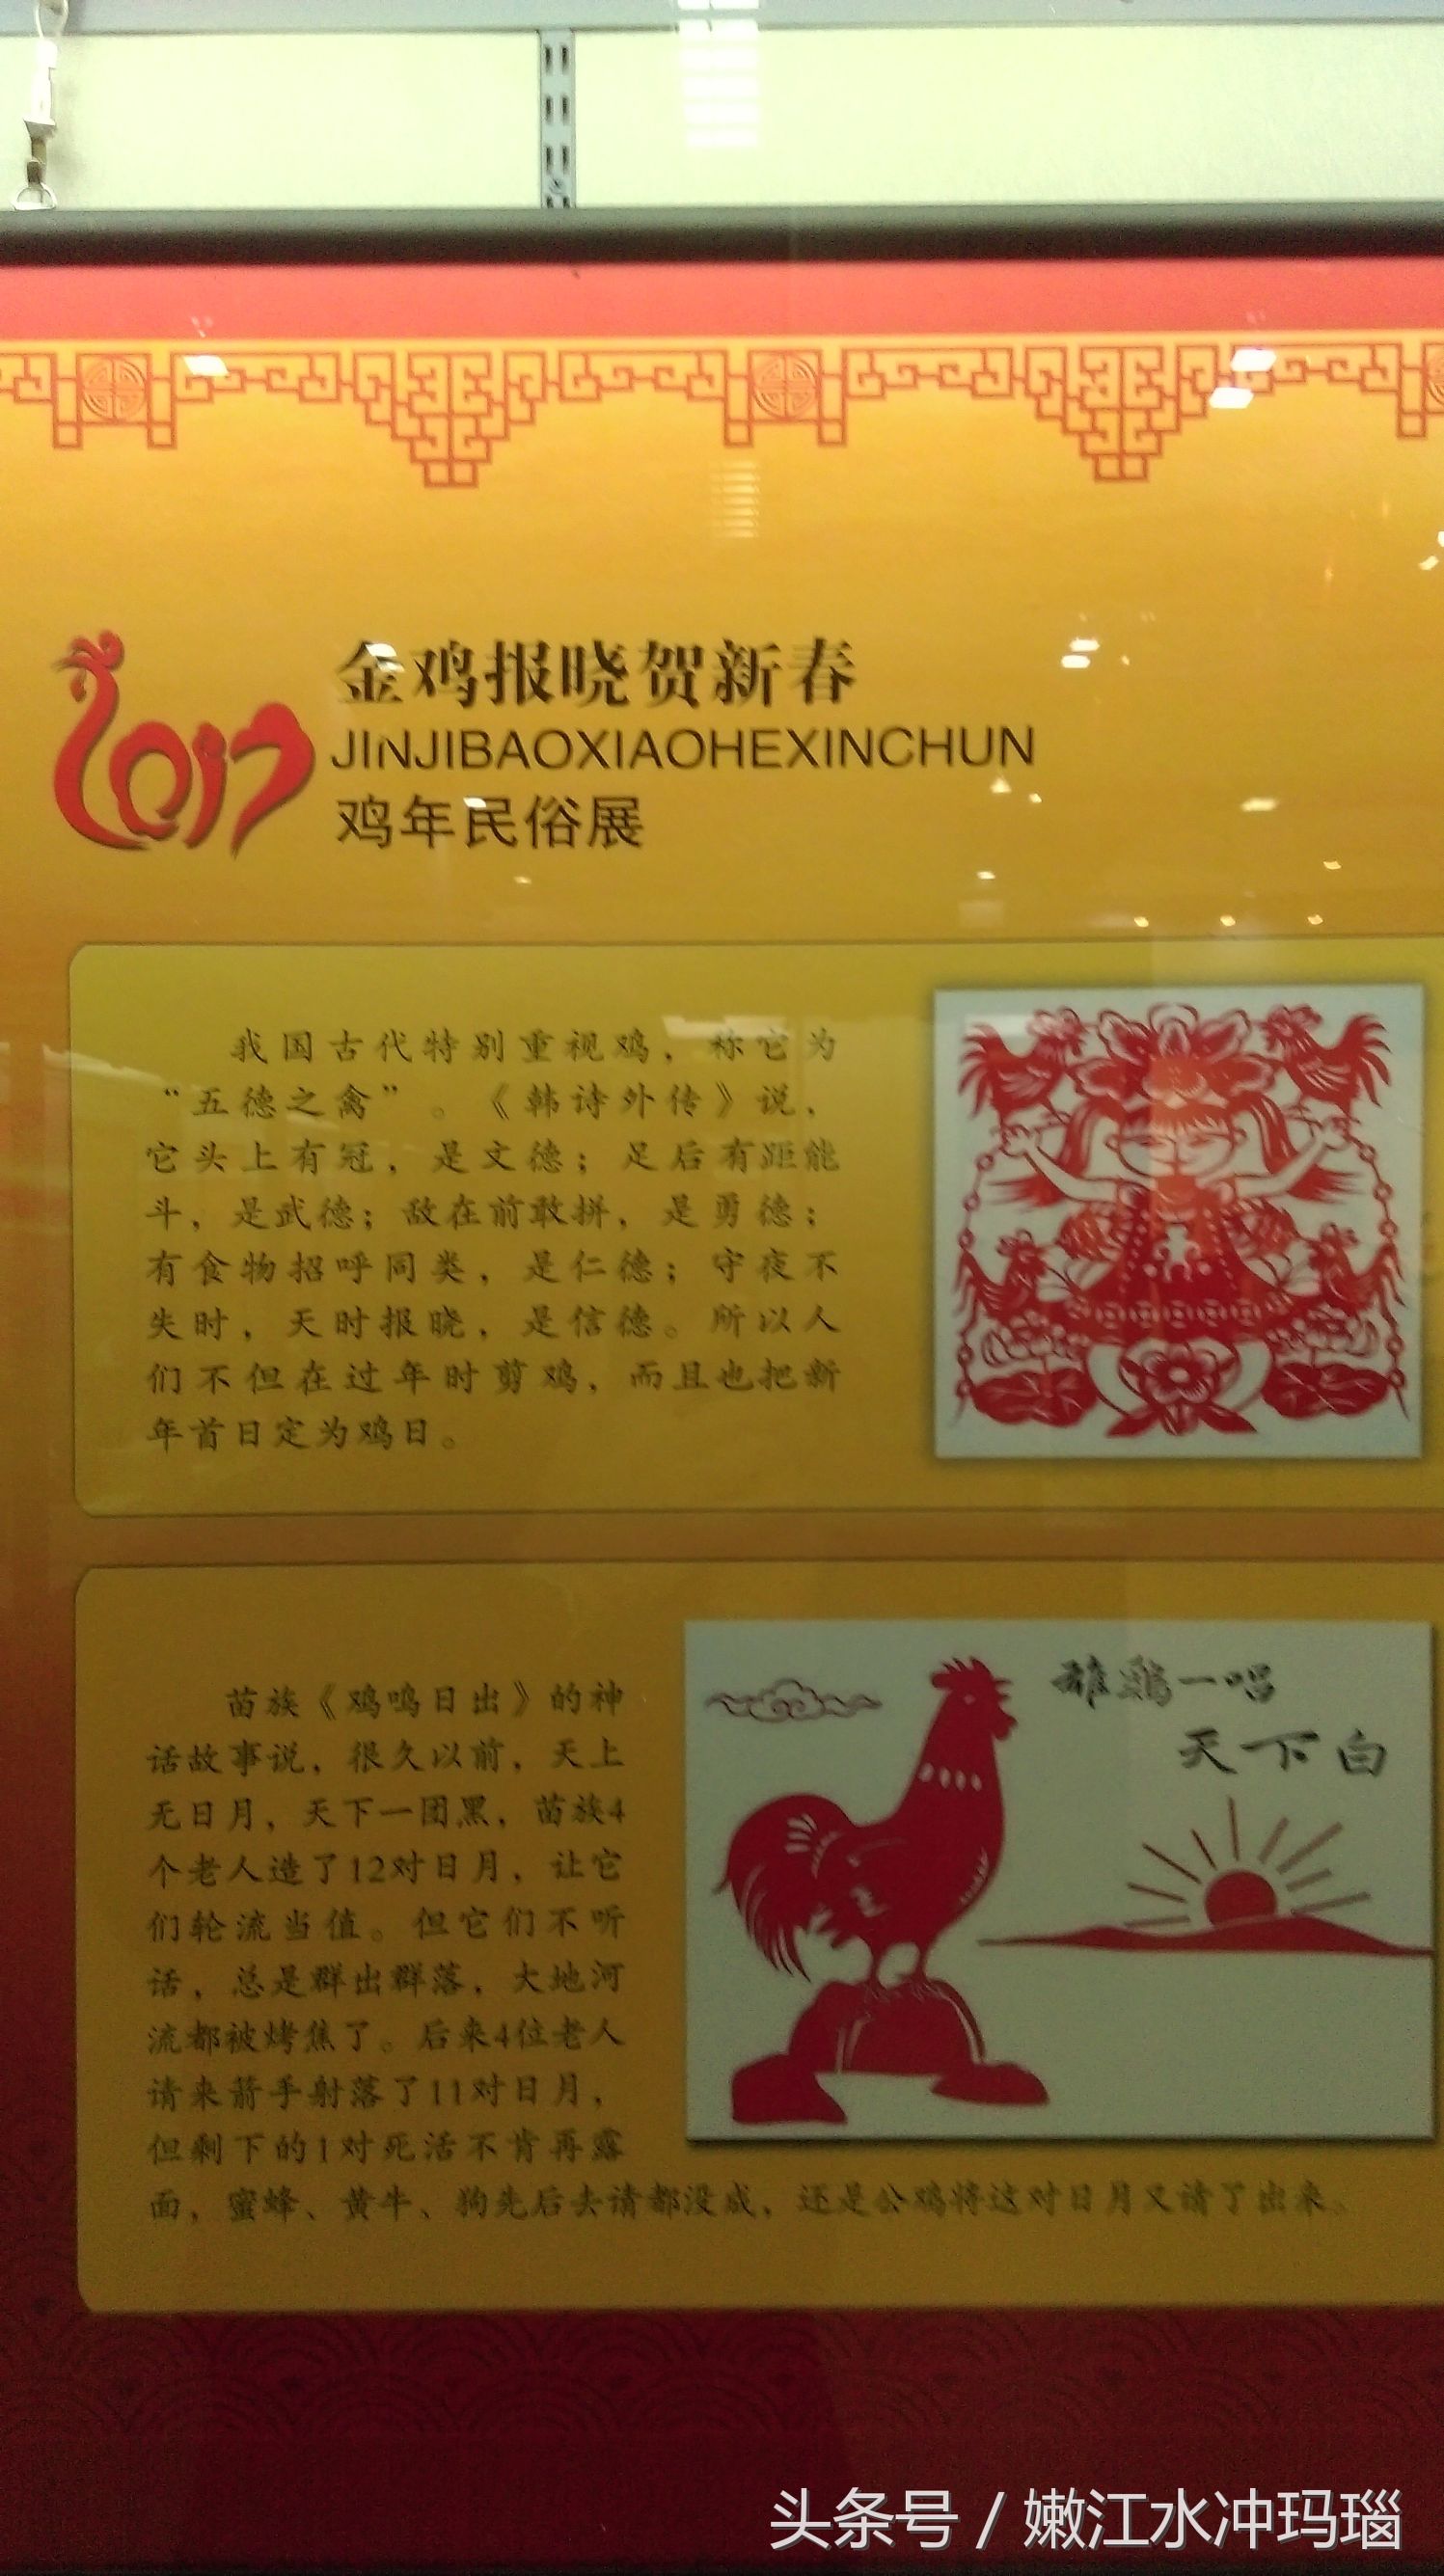 2017
金鸡报晓贺新春
JINJIBAOXIAOHEXINCHUN
鸡年民俗展
我国古代特别重视鸡，称它为
“五德之禽”。《韩诗外传》说，
它头上有冠，是文德；足后有距能
斗，是武德；敌在前敢拼，是勇德；
有食物招呼同类，是仁德；守夜不
失时，天时报晓，是信德。所以人
们不但在过年时剪鸡，而且也把新
年首日定为鸡日。
苗族《鸡鸣日出》的神
话故事说，很久以前，天上
无日月，天下一团黑，苗族4
个老人造了12对日月，让它
们轮流当值。但它们不听
话，总是群出群落，大地河
流都被烤焦了。后来4位老人
请来箭手射落了11对日月，
但剩下的1对死活不肯再露
面，蜜蜂、黄牛、狗先后去请都没成，还是公鸡将这对日月又请了出来。
雄鷄一唱
天下白
头条号 / 嫩江水冲玛瑙